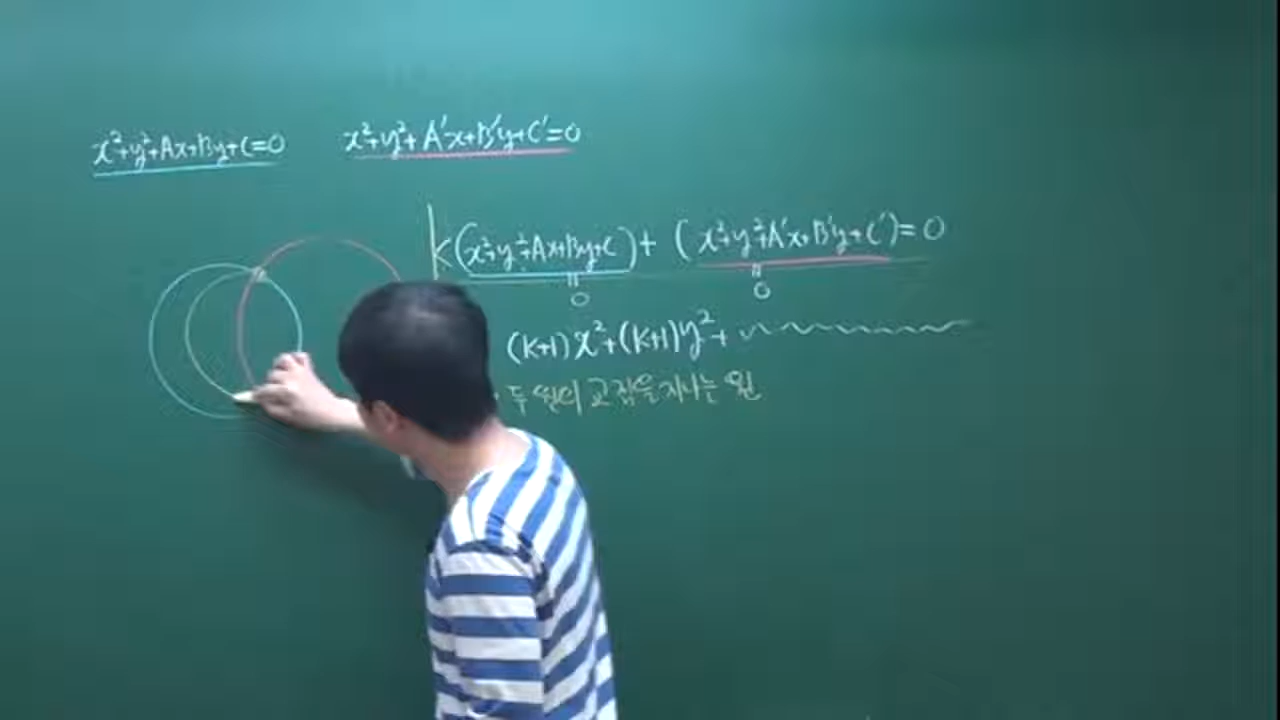 x²+y²+Ax+By+C=0
x²+y²+A'x+B'y+C'=0
k(x²+y²+Ax+By+C)+(x²+y²+A'x+B'y+C')=0
0 0
(k+1)x²+(k+1)y²+
두 원의 교점을 지나는 원